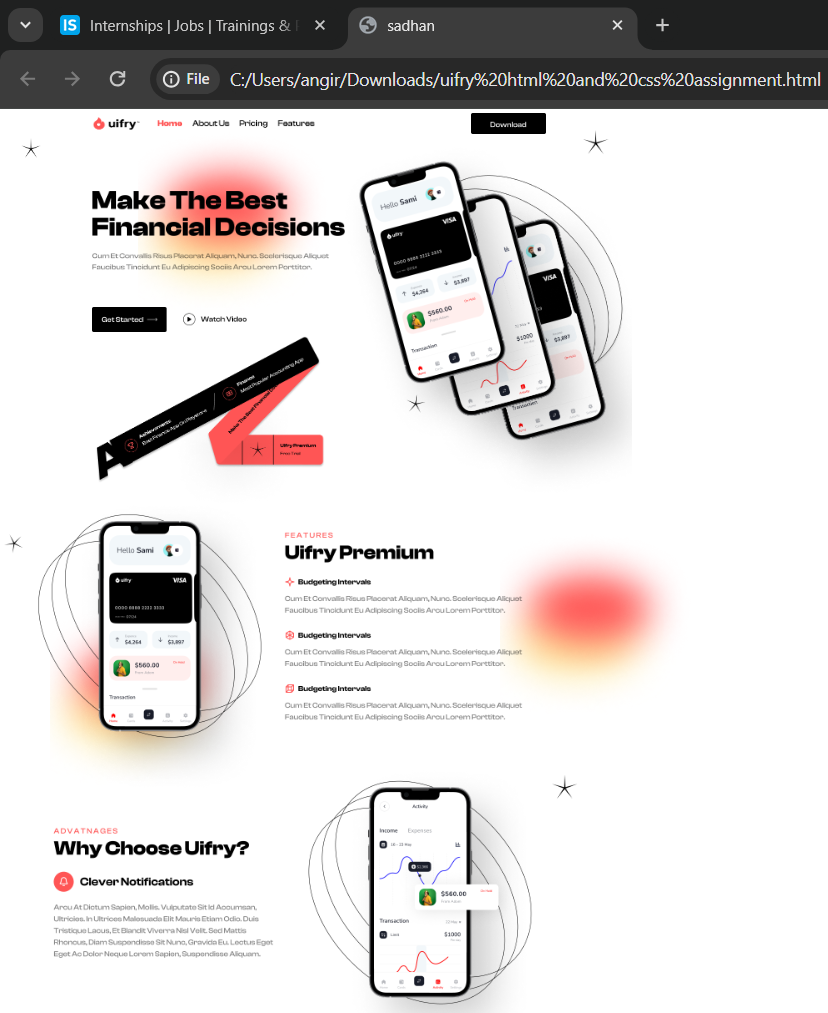 Internships | Jobs | Trainings &
sadhan
File
C:/Users/angir/Downloads/uifry%20html%20and%20css%20assignment.html
uifry
Home
About Us
Pricing
Features
Download
Make The Best
Financial Decisions
Cum Et Convallis Risus Placerat Aliquam, Nunc. Scelerisque Aliquet
Faucibus Tincidunt Eu Adipiscing Sociis Arcu Lorem Porttitor.
Get Started
Watch Video
Hello Sami
uifry
VISA
$4,264
$3,897
$560.00
Transaction
$1000
VISA
$3,897
Transaction
Achievements
Best Finance App On Playstore
Finance
Most Popular Accounting App
Make The Best Financial
Uifry Premium
Free Trial
Hello Sami
uifry
VISA
$4,264
$3,897
$560.00
Transaction
FEATURES
Uifry Premium
Budgeting Intervals
Cum Et Convallis Risus Placerat Aliquam, Nunc. Scelerisque Aliquet
Faucibus Tincidunt Eu Adipiscing Sociis Arcu Lorem Porttitor.
Budgeting Intervals
Cum Et Convallis Risus Placerat Aliquam, Nunc. Scelerisque Aliquet
Faucibus Tincidunt Eu Adipiscing Sociis Arcu Lorem Porttitor.
Budgeting Intervals
Cum Et Convallis Risus Placerat Aliquam, Nunc. Scelerisque Aliquet
Faucibus Tincidunt Eu Adipiscing Sociis Arcu Lorem Porttitor.
ADVATNAGES
Why Choose Uifry?
Clever Notifications
Arcu At Dictum Sapien, Mollis. Vulputate Sit Id Accumsan,
Ultricies. In Ultrices Malesuada Elit Mauris Etiam Odio. Duis
Tristique Lacus, Et Blandit Viverra Nisl Velit. Sed Mattis
Rhoncus, Diam Suspendisse Sit Nunc, Gravida Eu. Lectus Eget
Eget Ac Dolor Neque Lorem Sapien, Suspendisse Aliquam.
Activity
Income
Expenses
$560.00
Transaction
$1000